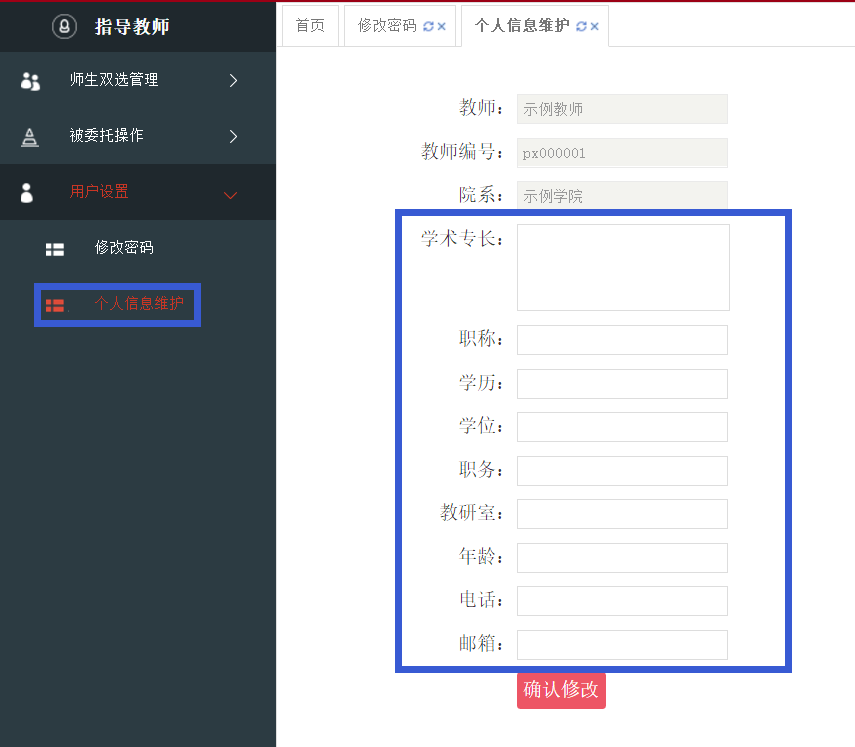 指导教师
师生双选管理
被委托操作
用户设置
修改密码
个人信息维护
首页 修改密码 个人信息维护
教师： 示例教师
教师编号： px000001
院系： 示例学院
学术专长：
职称：
学历：
学位：
职务：
教研室：
年龄：
电话：
邮箱：
确认修改